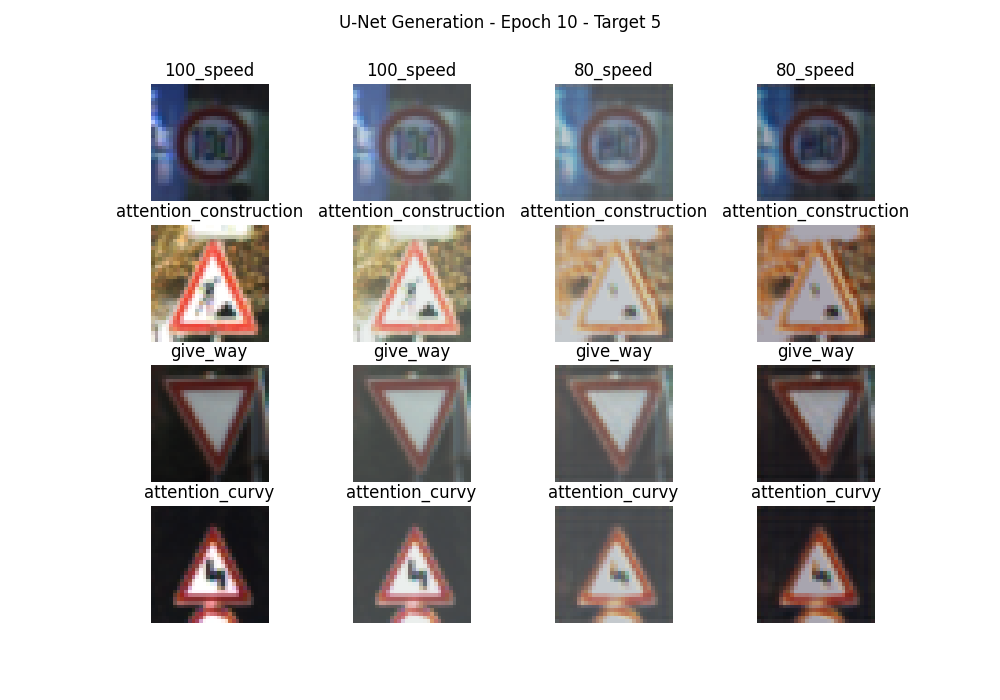 U-Net Generation - Epoch 10 - Target 5
100_speed 100_speed 80_speed 80_speed
attention_construction attention_construction attention_construction attention_construction
give_way give_way give_way give_way
attention_curvy attention_curvy attention_curvy attention_curvy